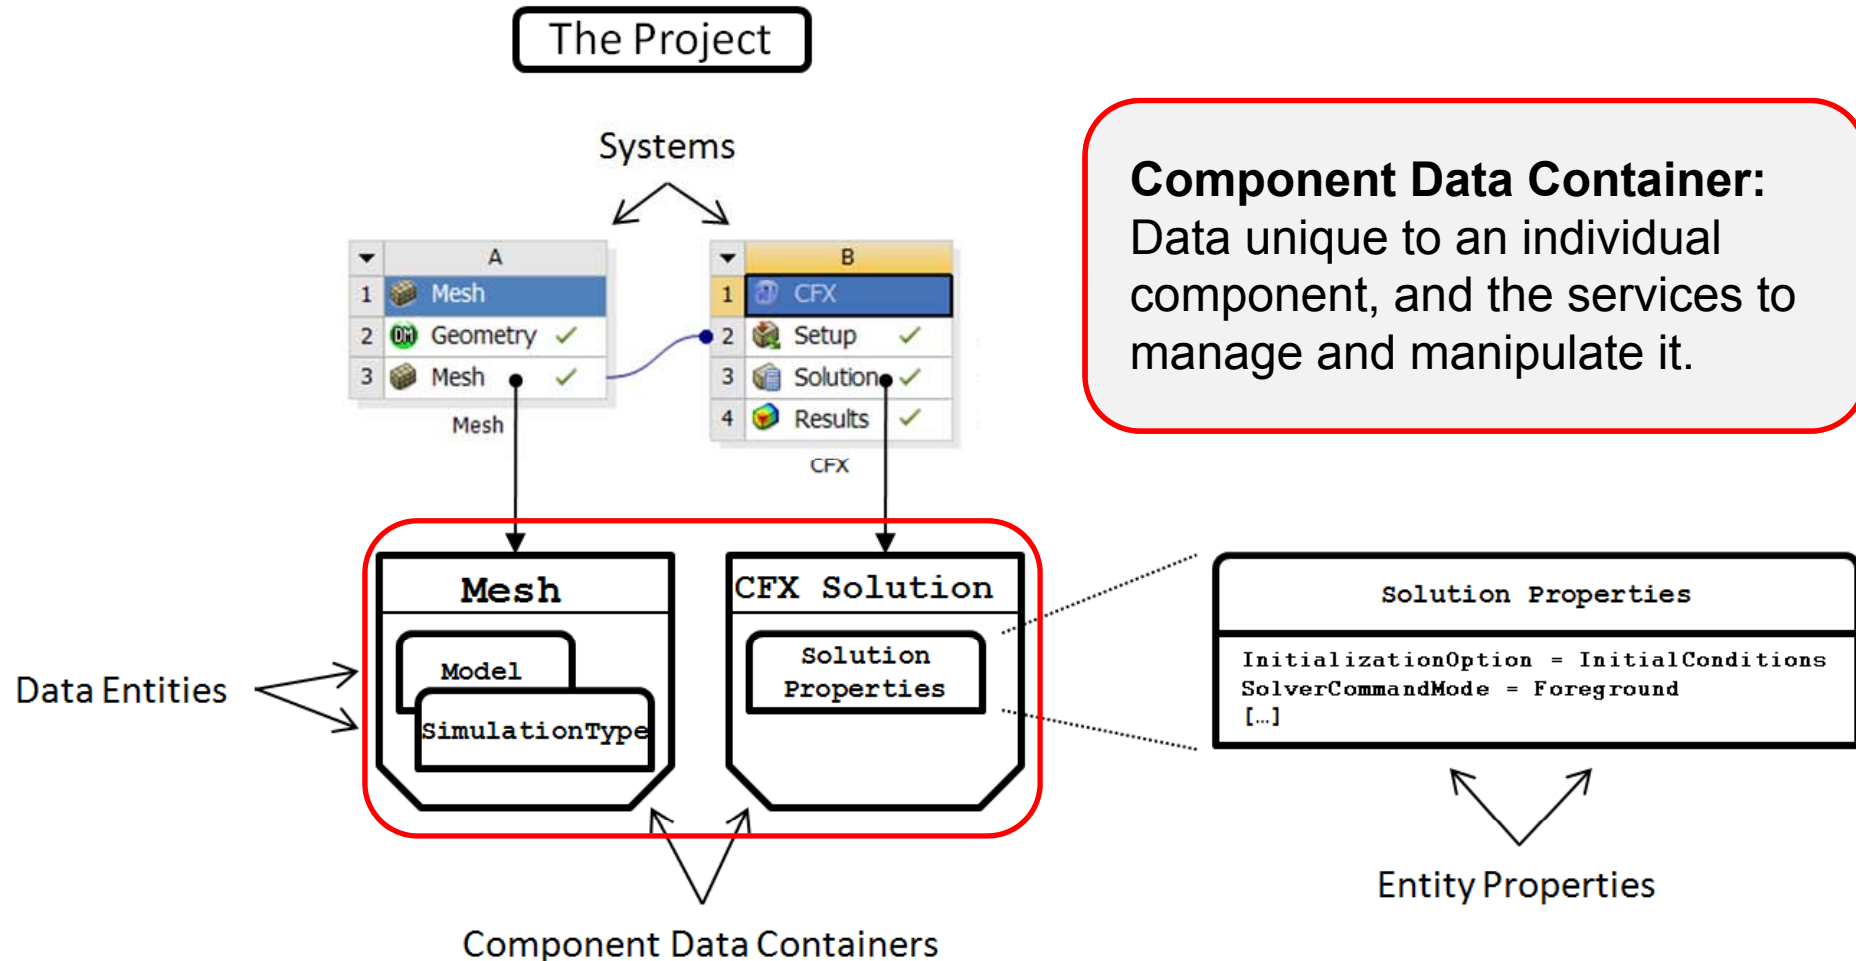 The Project
Systems
Component Data Container:
Data unique to an individual
component, and the services to
manage and manipulate it.
A
1 Mesh
2 DM Geometry
3 Mesh
Mesh
B
1 CFX
2 Setup
3 Solution
4 Results
CFX
Data Entities
Mesh
Model
SimulationType
CFX Solution
Solution
Properties
Solution Properties
InitializationOption = InitialConditions
SolverCommandMode = Foreground
[…]
Entity Properties
Component Data Containers